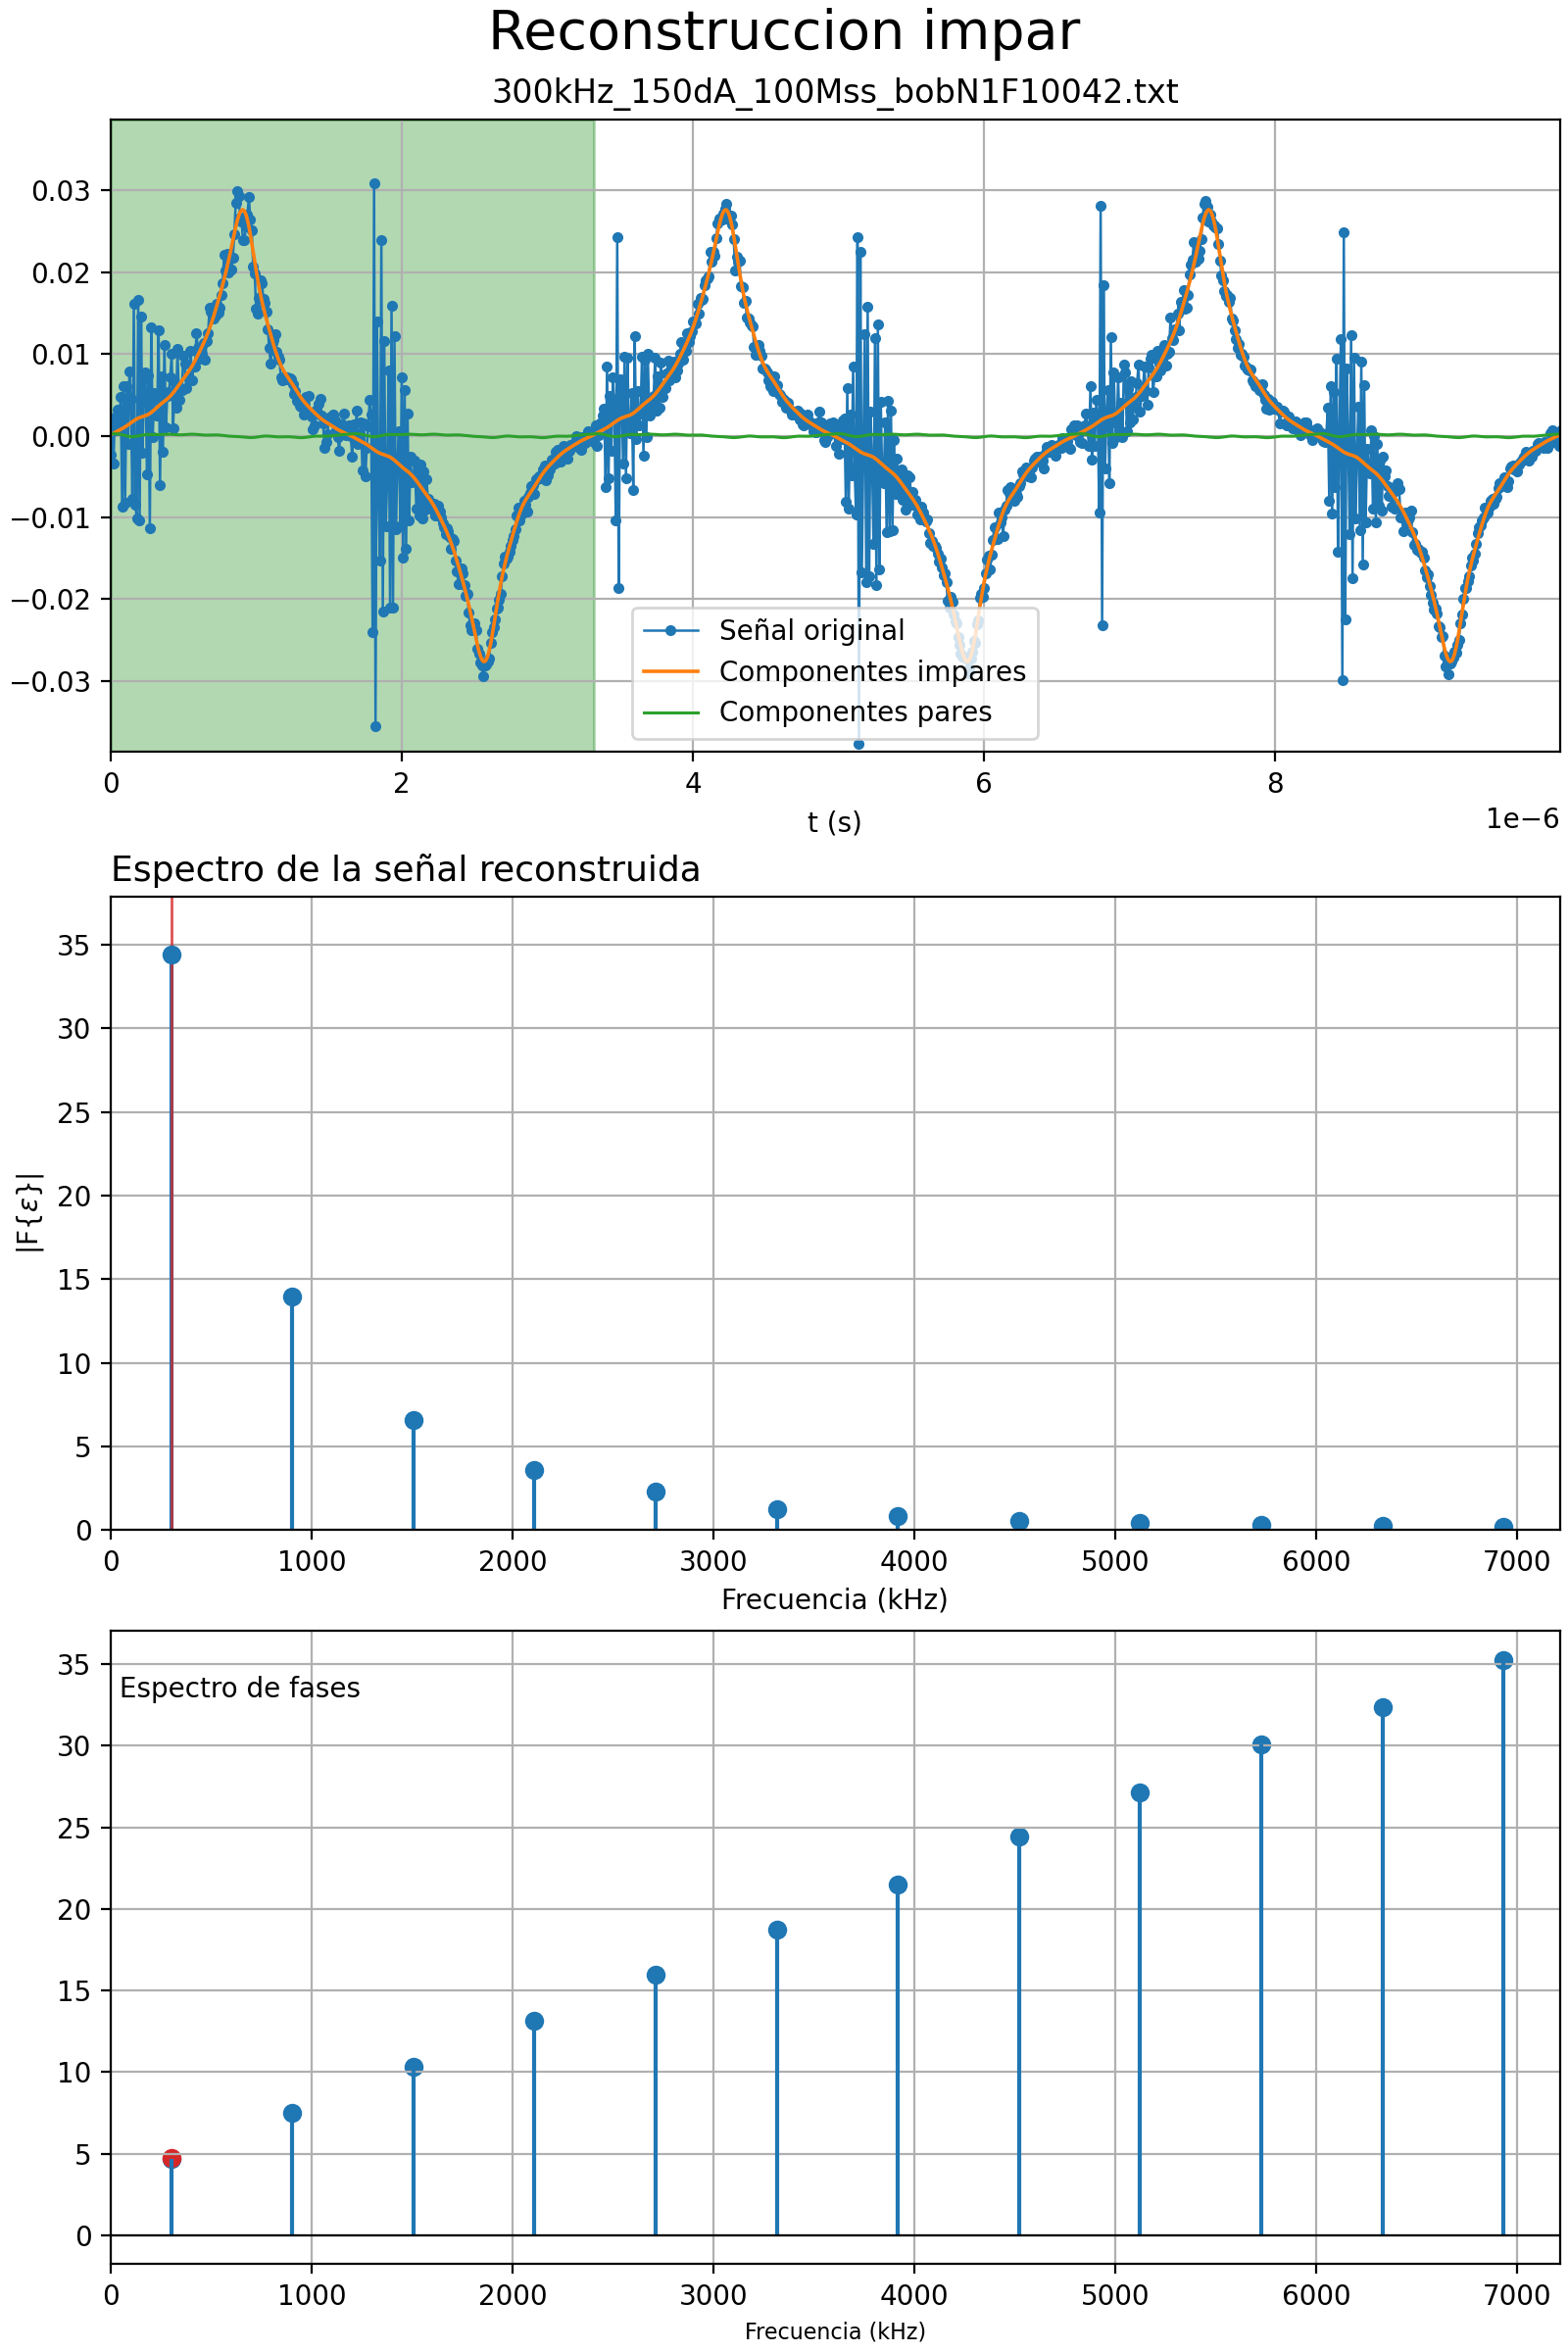 Reconstruccion impar
300kHz_150dA_100Mss_bobN1F10042.txt
0.03
0.02
0.01
0.00
−0.01
−0.02
−0.03
Señal original
Componentes impares
Componentes pares
0 2 4 6 8
1e−6
t (s)
Espectro de la señal reconstruida
35
30
25
20
15
10
5
0
|F{ε}|
0 1000 2000 3000 4000 5000 6000 7000
Frecuencia (kHz)
Espectro de fases
35
30
25
20
15
10
5
0
0 1000 2000 3000 4000 5000 6000 7000
Frecuencia (kHz)